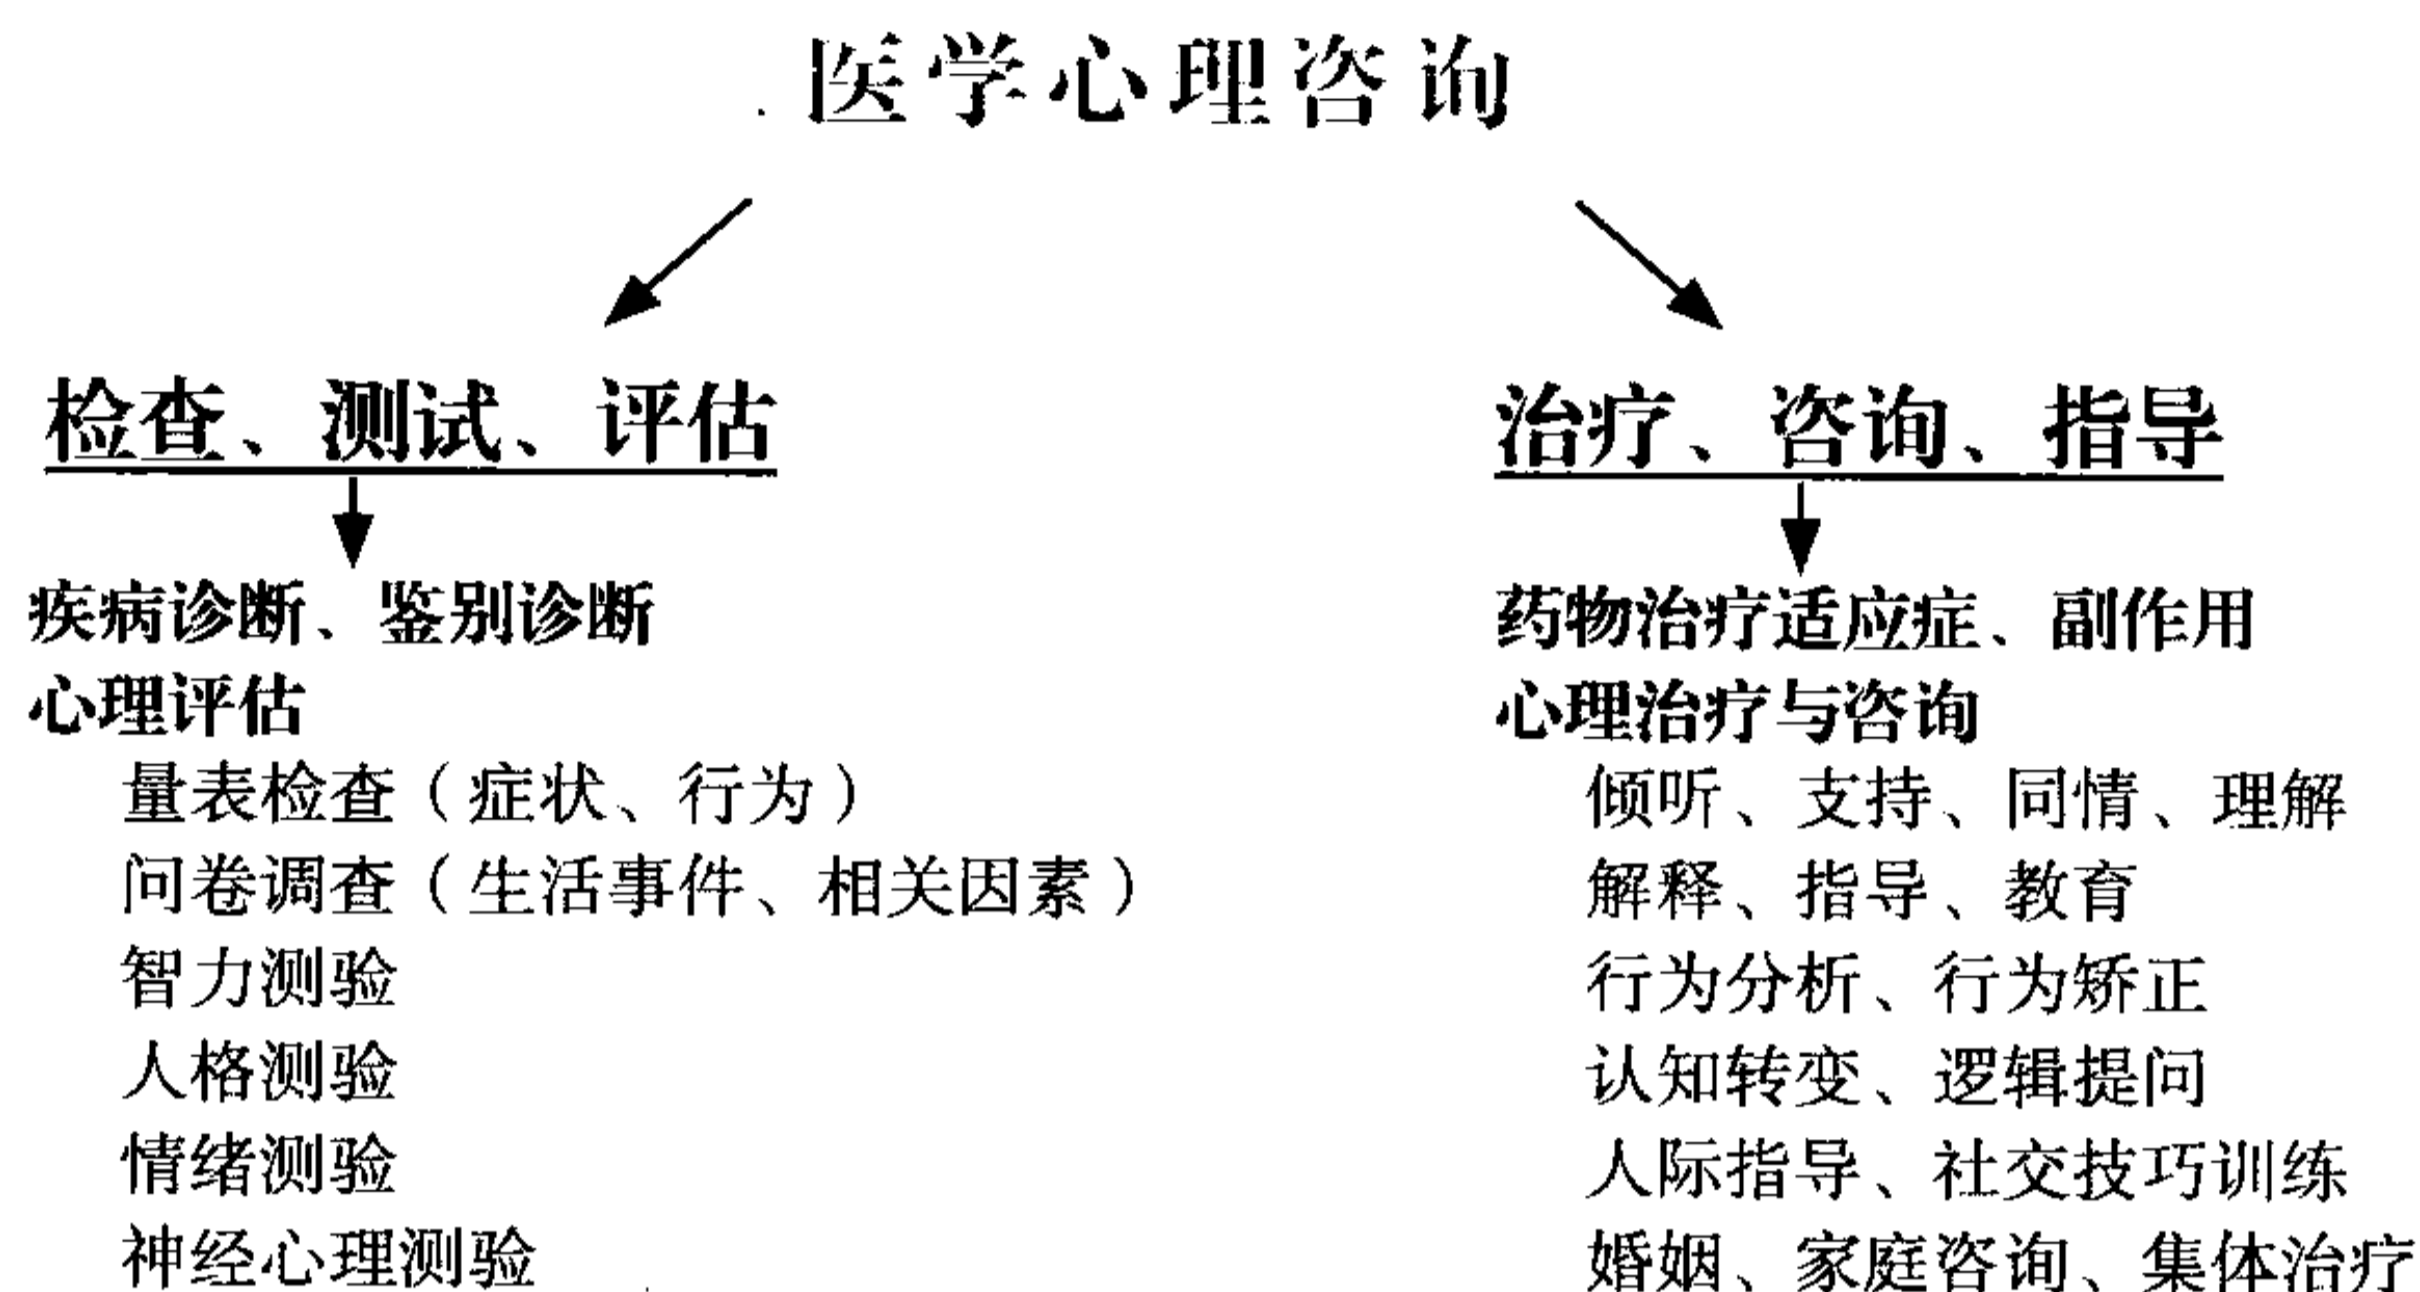 医学心理咨询
检查、测试、评估
疾病诊断、鉴别诊断
心理评估
量表检查（症状、行为）
问卷调查（生活事件、相关因素）
智力测验
人格测验
情绪测验
神经心理测验
治疗、咨询、指导
药物治疗适应症、副作用
心理治疗与咨询
倾听、支持、同情、理解
解释、指导、教育
行为分析、行为矫正
认知转变、逻辑提问
人际指导、社交技巧训练
婚姻、家庭咨询、集体治疗